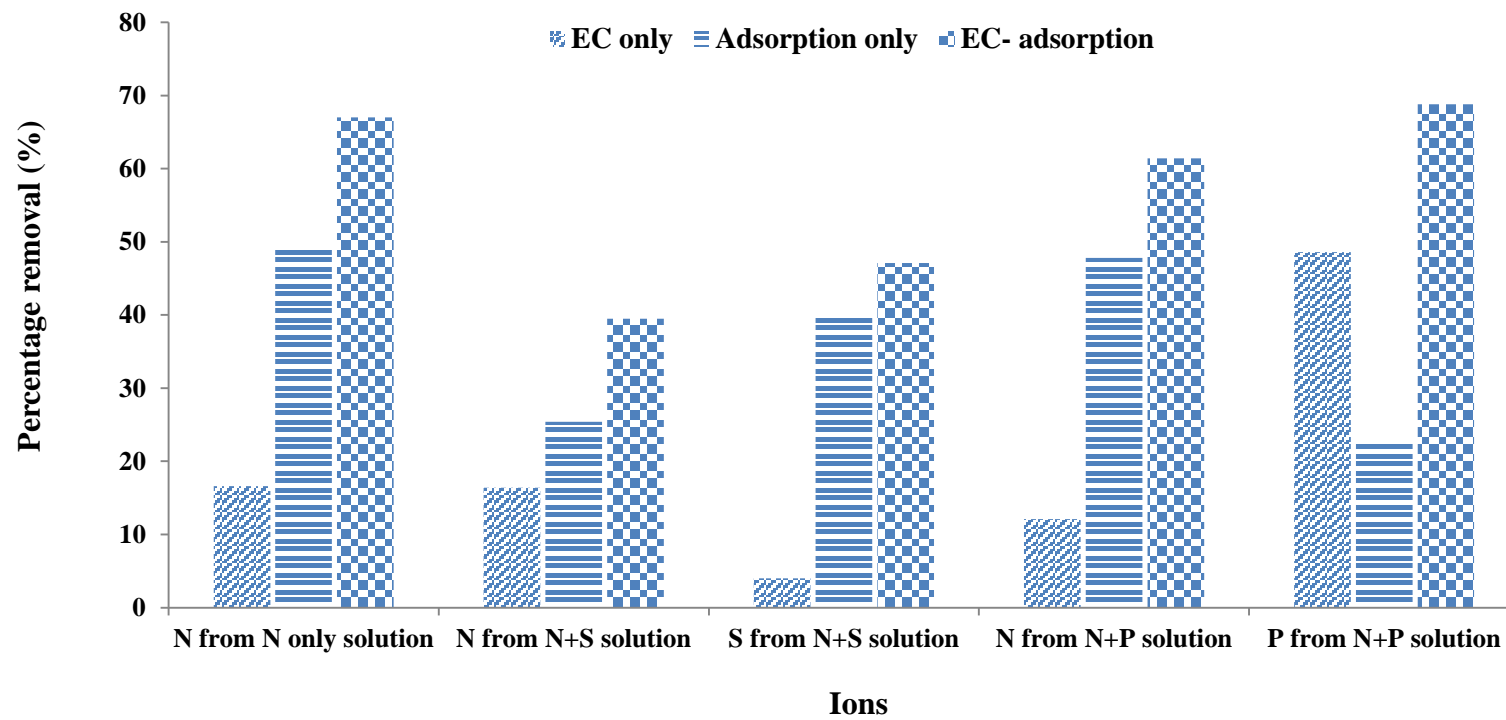 EC only Adsorption only EC- adsorption
Percentage removal (%)
80
70
60
50
40
30
20
10
0
N from N only solution N from N+S solution S from N+S solution N from N+P solution P from N+P solution
Ions